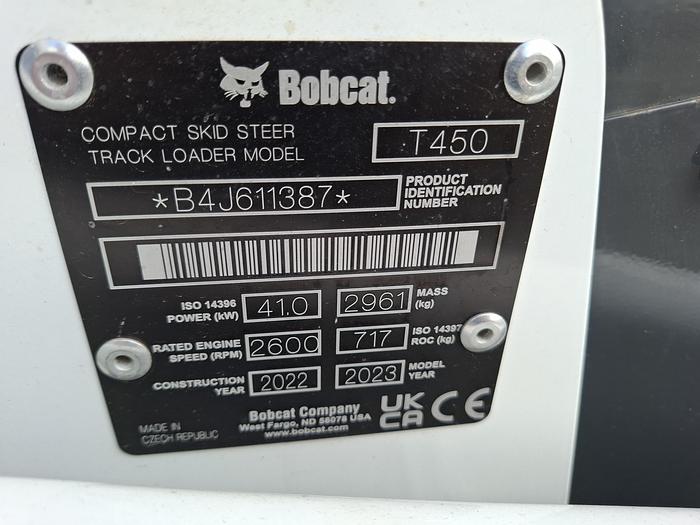 Bobcat.
COMPACT SKID STEER
TRACK LOADER MODEL
T450
*B4J611387*
PRODUCT
IDENTIFICATION
NUMBER
ISO 14396
POWER (kW)
41.0
2961
MASS
(kg)
RATED ENGINE
SPEED (RPM)
2600
717
ISO 14397
ROC (kg)
CONSTRUCTION
YEAR
2022
2023
MODEL
YEAR
MADE IN
CZECH REPUBLIC
Bobcat Company
West Fargo, ND 58078 USA
www.bobcat.com
UK
CA
CE